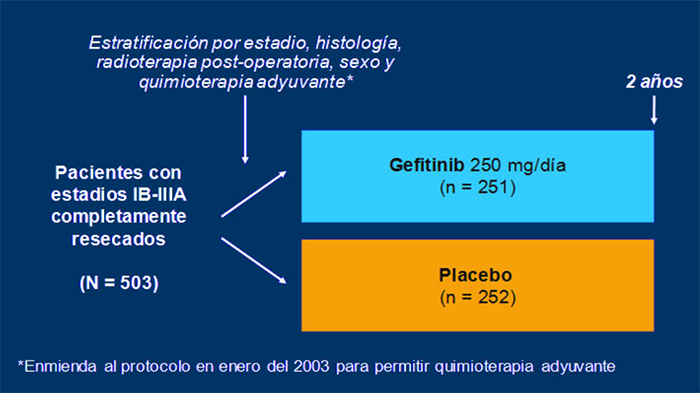 Estratificación por estadio, histología,
radioterapia post-operatoria, sexo y
quimioterapia adyuvante*
2 años
Pacientes con
estadios IB-IIIA
completamente
resecados
(N = 503)
Gefitinib 250 mg/día
(n = 251)
Placebo
(n = 252)
*Enmienda al protocolo en enero del 2003 para permitir quimioterapia adyuvante